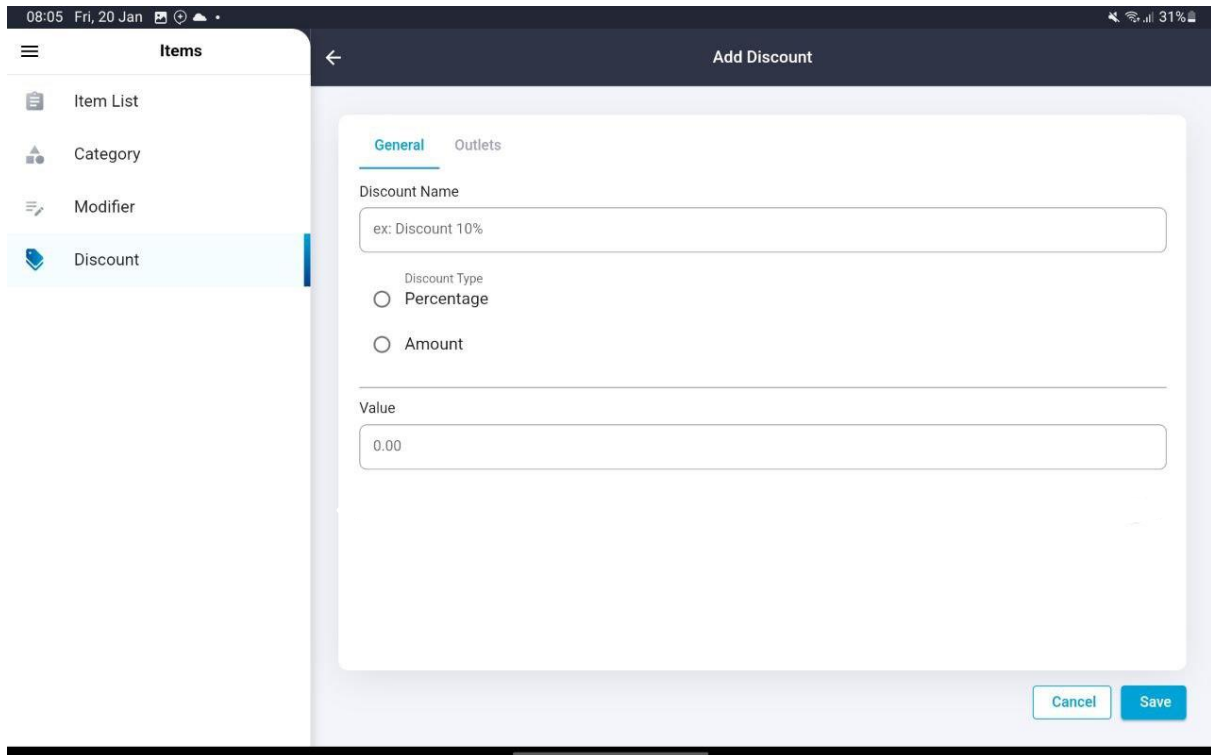 08:05 Fri, 20 Jan
31%
Items
Item List
Category
Modifier
Discount
Add Discount
General Outlets
Discount Name
ex: Discount 10%
Discount Type
Percentage
Amount
Value
0.00
Cancel Save